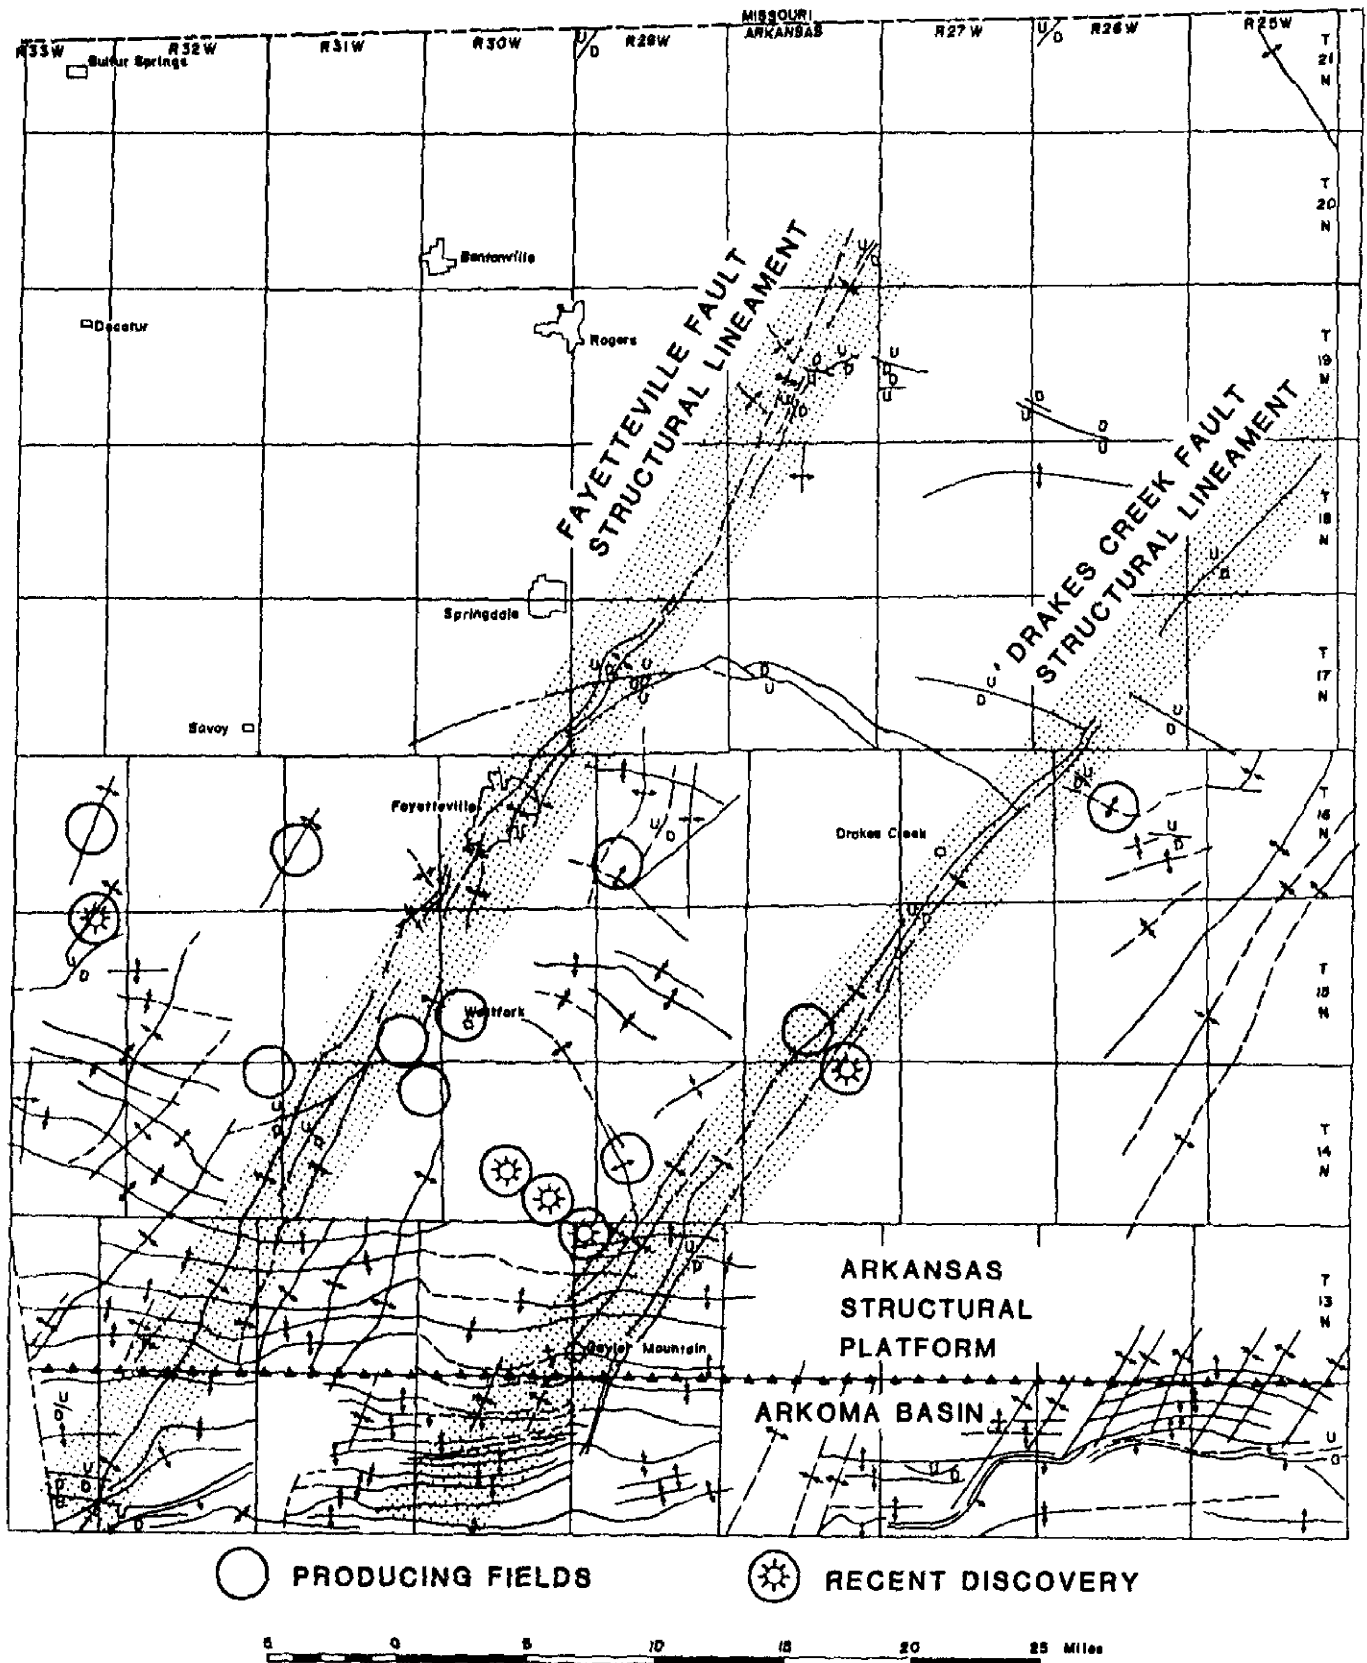 MISSOURI
ARKANSAS
R33W
R32W
R31W
R30W
U
D
R29W
R27W
U
D
R26W
R25W
T
21
N
Sulfur Springs
T
20
N
Bentonville
Decatur
Rogers
T
19
N
FAYETTEVILLE FAULT
STRUCTURAL LINEAMENT
DRAKES CREEK FAULT
STRUCTURAL LINEAMENT
T
18
N
Springdale
T
17
N
Savoy
Fayetteville
Drakes Creek
T
16
N
Westfork
T
15
N
T
14
N
ARKANSAS
STRUCTURAL
PLATFORM
T
13
N
Mountain
ARKOMA BASIN
PRODUCING FIELDS
RECENT DISCOVERY
5
0
5
10
15
20
25 Miles